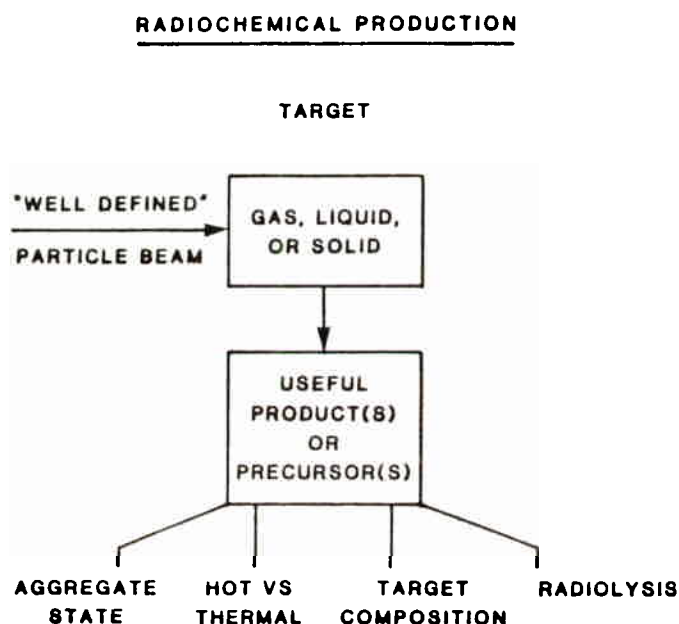 RADIOCHEMICAL PRODUCTION
TARGET
"WELL DEFINED"
PARTICLE BEAM
GAS, LIQUID,
OR SOLID
USEFUL
PRODUCT(S)
OR
PRECURSOR(S)
AGGREGATE
STATE
HOT VS
THERMAL
TARGET
COMPOSITION
RADIOLYSIS